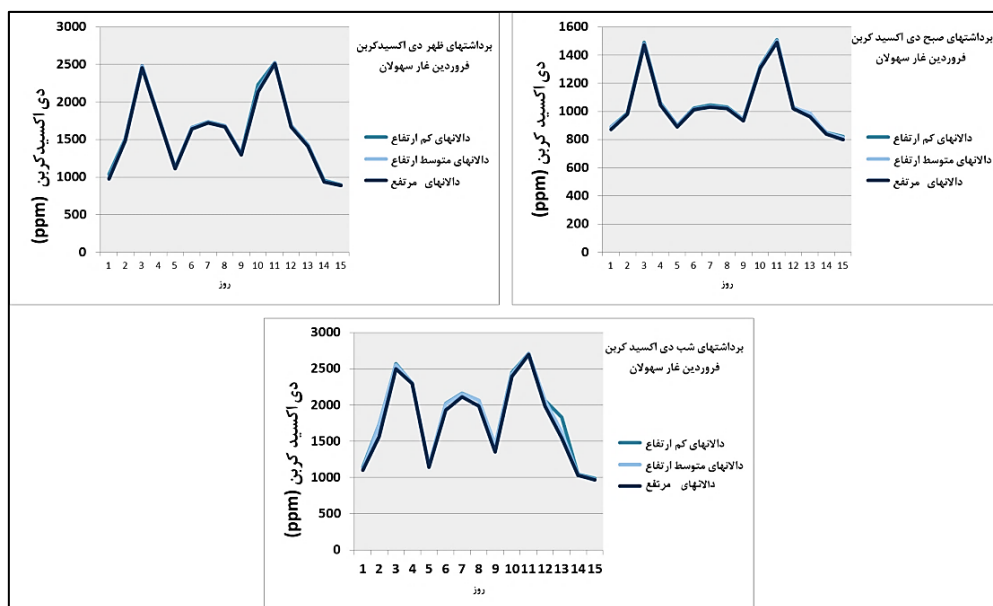 برداشتهای صبح دی اکسید کربن
فروردین غار سهولان
دی اکسید کربن (ppm)
1600
1400
1200
1000
800
600
400
200
0
1 2 3 4 5 6 7 8 9 10 11 12 13 14 15
روز
دالانهای کم ارتفاع
دالانهای متوسط ارتفاع
دالانهای مرتفع
برداشتهای ظهر دی اکسیدکربن
فروردین غار سهولان
دی اکسیدکربن (ppm)
3000
2500
2000
1500
1000
500
0
1 2 3 4 5 6 7 8 9 10 11 12 13 14 15
روز
دالانهای کم ارتفاع
دالانهای متوسط ارتفاع
دالانهای مرتفع
برداشتهای شب دی اکسید کربن
فروردین غار سهولان
دی اکسید کربن (ppm)
3000
2500
2000
1500
1000
500
0
1 2 3 4 5 6 7 8 9 10 11 12 13 14 15
روز
دالانهای کم ارتفاع
دالانهای متوسط ارتفاع
دالانهای مرتفع